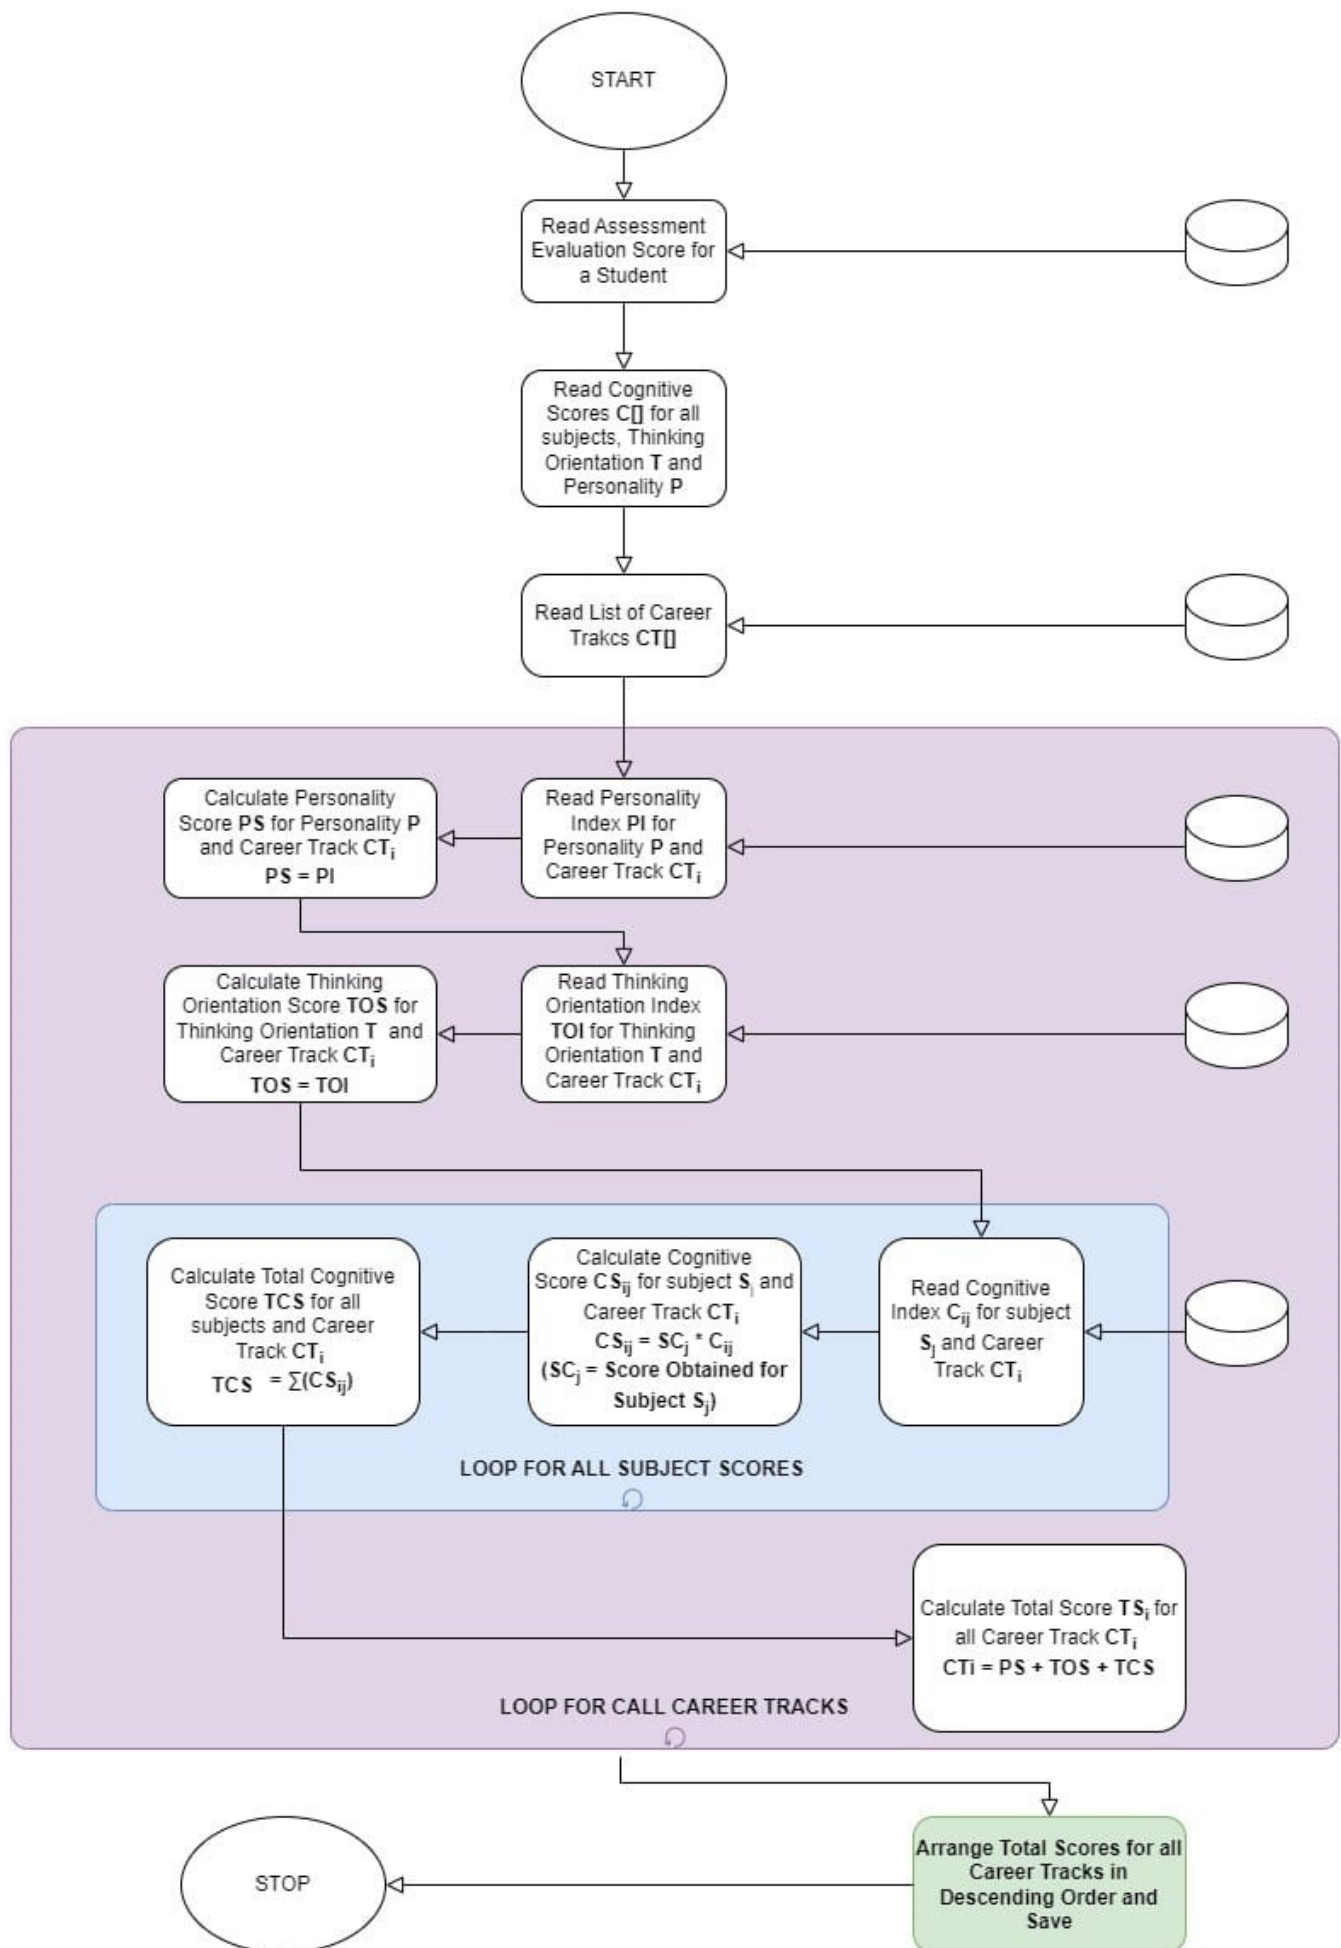 START
Read Assessment
Evaluation Score for
a Student
Read Cognitive
Scores C[] for all
subjects, Thinking
Orientation T and
Personality P
Read List of Career
Trakcs CT[]
Calculate Personality
Score PS for Personality P
and Career Track CTi
PS = PI
Read Personality
Index PI for
Personality P and
Career Track CTi
Calculate Thinking
Orientation Score TOS for
Thinking Orientation T and
Career Track CTi
TOS = TOI
Read Thinking
Orientation Index
TOI for Thinking
Orientation T and
Career Track CTi
Calculate Total Cognitive
Score TCS for all
subjects and Career
Track CTi
TCS = ∑(CSij)
Calculate Cognitive
Score CSij for subject Sj and
Career Track CTi
CSij = SCj * Cij
(SCj = Score Obtained for
Subject Sj)
Read Cognitive
Index Cij for subject
Sj and Career
Track CTi
LOOP FOR ALL SUBJECT SCORES
Calculate Total Score TSi for
all Career Track CTi
CTi = PS + TOS + TCS
LOOP FOR CALL CAREER TRACKS
STOP
Arrange Total Scores for all
Career Tracks in
Descending Order and
Save